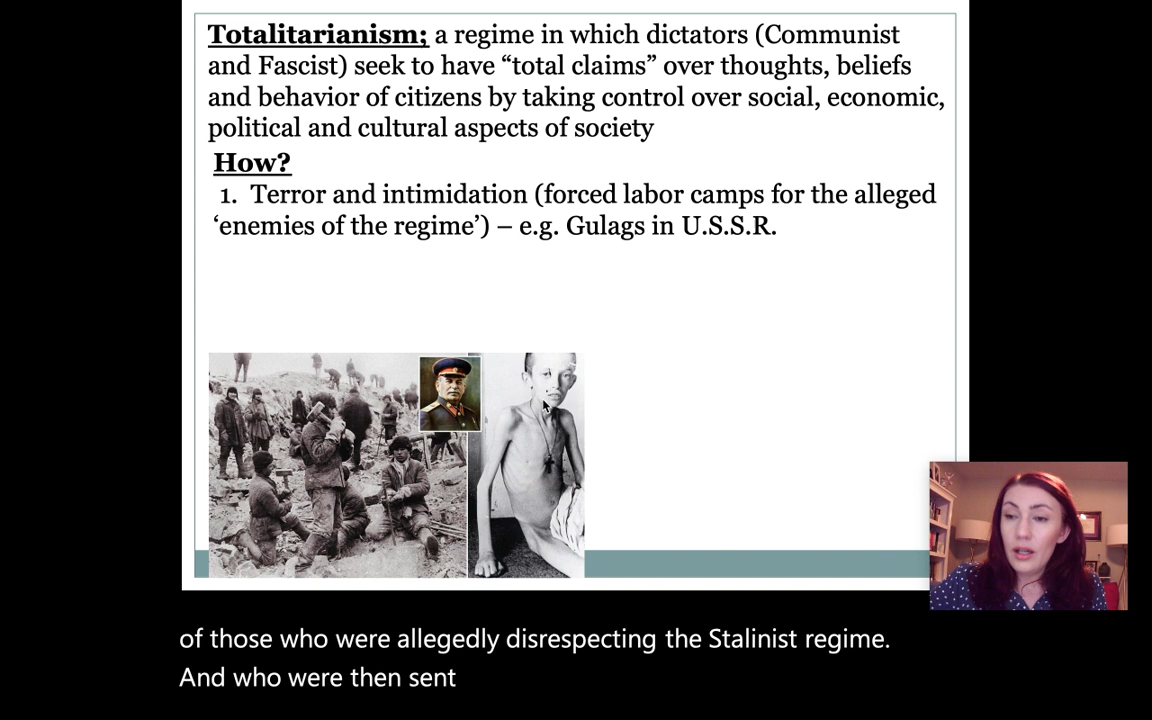 Totalitarianism; a regime in which dictators (Communist
and Fascist) seek to have “total claims” over thoughts, beliefs
and behavior of citizens by taking control over social, economic,
political and cultural aspects of society
How?
1. Terror and intimidation (forced labor camps for the alleged
‘enemies of the regime’) – e.g. Gulags in U.S.S.R.
of those who were allegedly disrespecting the Stalinist regime.
And who were then sent